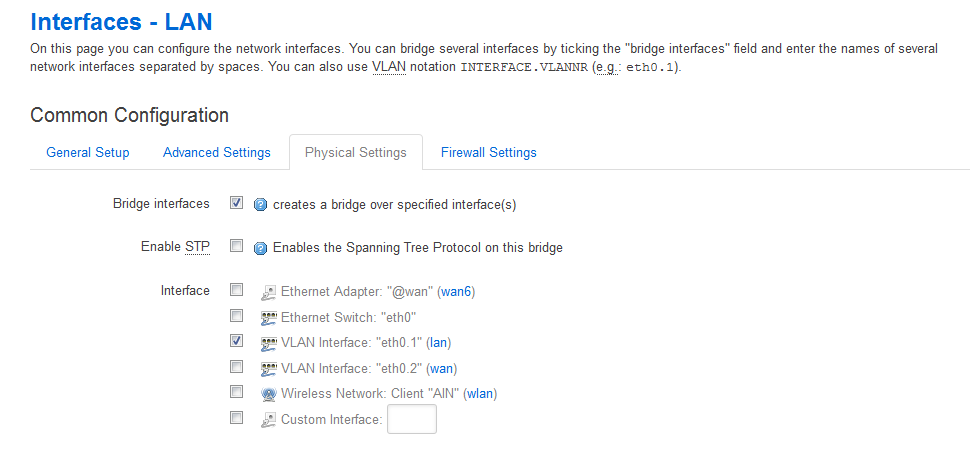 Interfaces - LAN
On this page you can configure the network interfaces. You can bridge several interfaces by ticking the "bridge interfaces" field and enter the names of several
network interfaces separated by spaces. You can also use VLAN notation INTERFACE.VLANNR (e.g.: eth0.1).
Common Configuration
General Setup Advanced Settings Physical Settings Firewall Settings
Bridge interfaces creates a bridge over specified interface(s)
Enable STP Enables the Spanning Tree Protocol on this bridge
Interface Ethernet Adapter: "@wan" (wan6)
Ethernet Switch: "eth0"
VLAN Interface: "eth0.1" (lan)
VLAN Interface: "eth0.2" (wan)
Wireless Network: Client "AIN" (wlan)
Custom Interface: